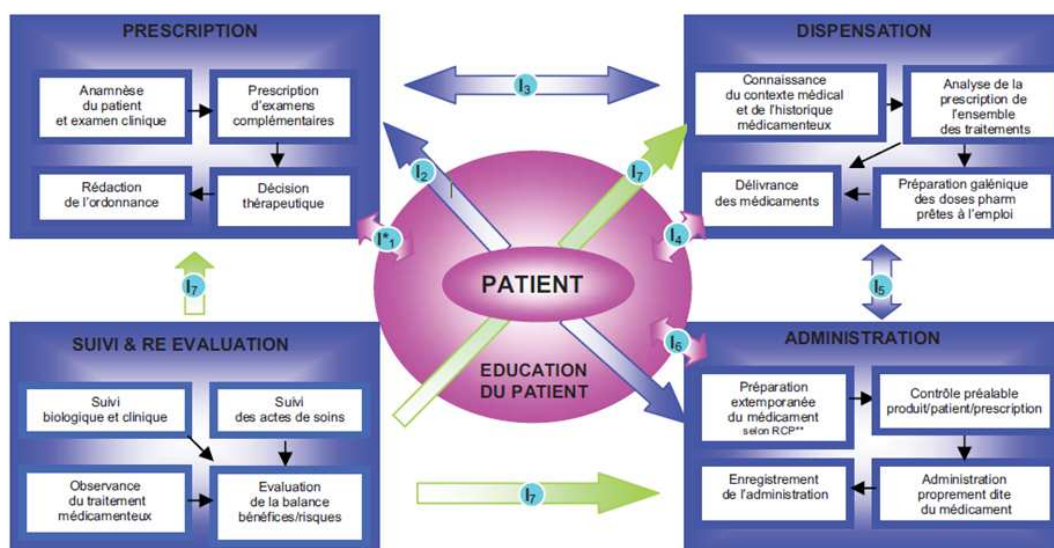 PRESCRIPTION
Anamnèse
du patient
et examen clinique
Prescription
d'examens
complémentaires
Rédaction
de l'ordonnance
Décision
thérapeutique
I3
DISPENSATION
Connaissance
du contexte médical
et de l'historique
médicamenteux
Analyse de la
prescription de
l'ensemble
des traitements
Délivrance
des médicaments
Préparation galénique
des doses pharm
prêtes à l'emploi
I2
I7
I*1
I4
PATIENT
I7
I5
I6
EDUCATION
DU PATIENT
SUIVI & RE EVALUATION
Suivi
biologique et clinique
Suivi
des actes de soins
Observance
du traitement
médicamenteux
Evaluation
de la balance
bénéfices/risques
I7
ADMINISTRATION
Préparation
extemporanée
du médicament
selon RCP**
Contrôle préalable
produit/patient/prescription
Enregistrement
de l'administration
Administration
proprement dite
du médicament